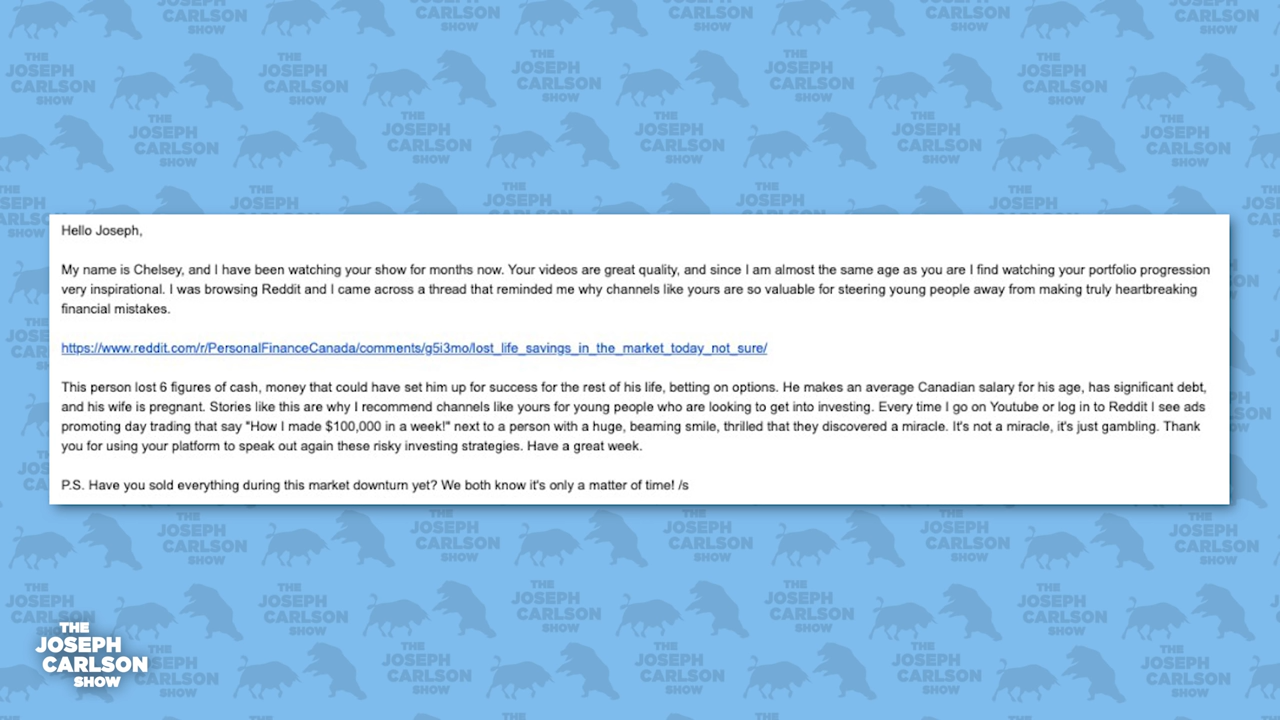 Hello Joseph,
My name is Chelsey, and I have been watching your show for months now. Your videos are great quality, and since I am almost the same age as you are I find watching your portfolio progression
very inspirational. I was browsing Reddit and I came across a thread that reminded me why channels like yours are so valuable for steering young people away from making truly heartbreaking
financial mistakes.
https://www.reddit.com/r/PersonalFinanceCanada/comments/g5i3mo/lost_life_savings_in_the_market_today_not_sure/
This person lost 6 figures of cash, money that could have set him up for success for the rest of his life, betting on options. He makes an average Canadian salary for his age, has significant debt,
and his wife is pregnant. Stories like this are why I recommend channels like yours for young people who are looking to get into investing. Every time I go on Youtube or log in to Reddit I see ads
promoting day trading that say "How I made $100,000 in a week!" next to a person with a huge, beaming smile, thrilled that they discovered a miracle. It's not a miracle, it's just gambling. Thank
you for using your platform to speak out again these risky investing strategies. Have a great week.
P.S. Have you sold everything during this market downturn yet? We both know it's only a matter of time! /s
THE
JOSEPH
CARLSON
SHOW